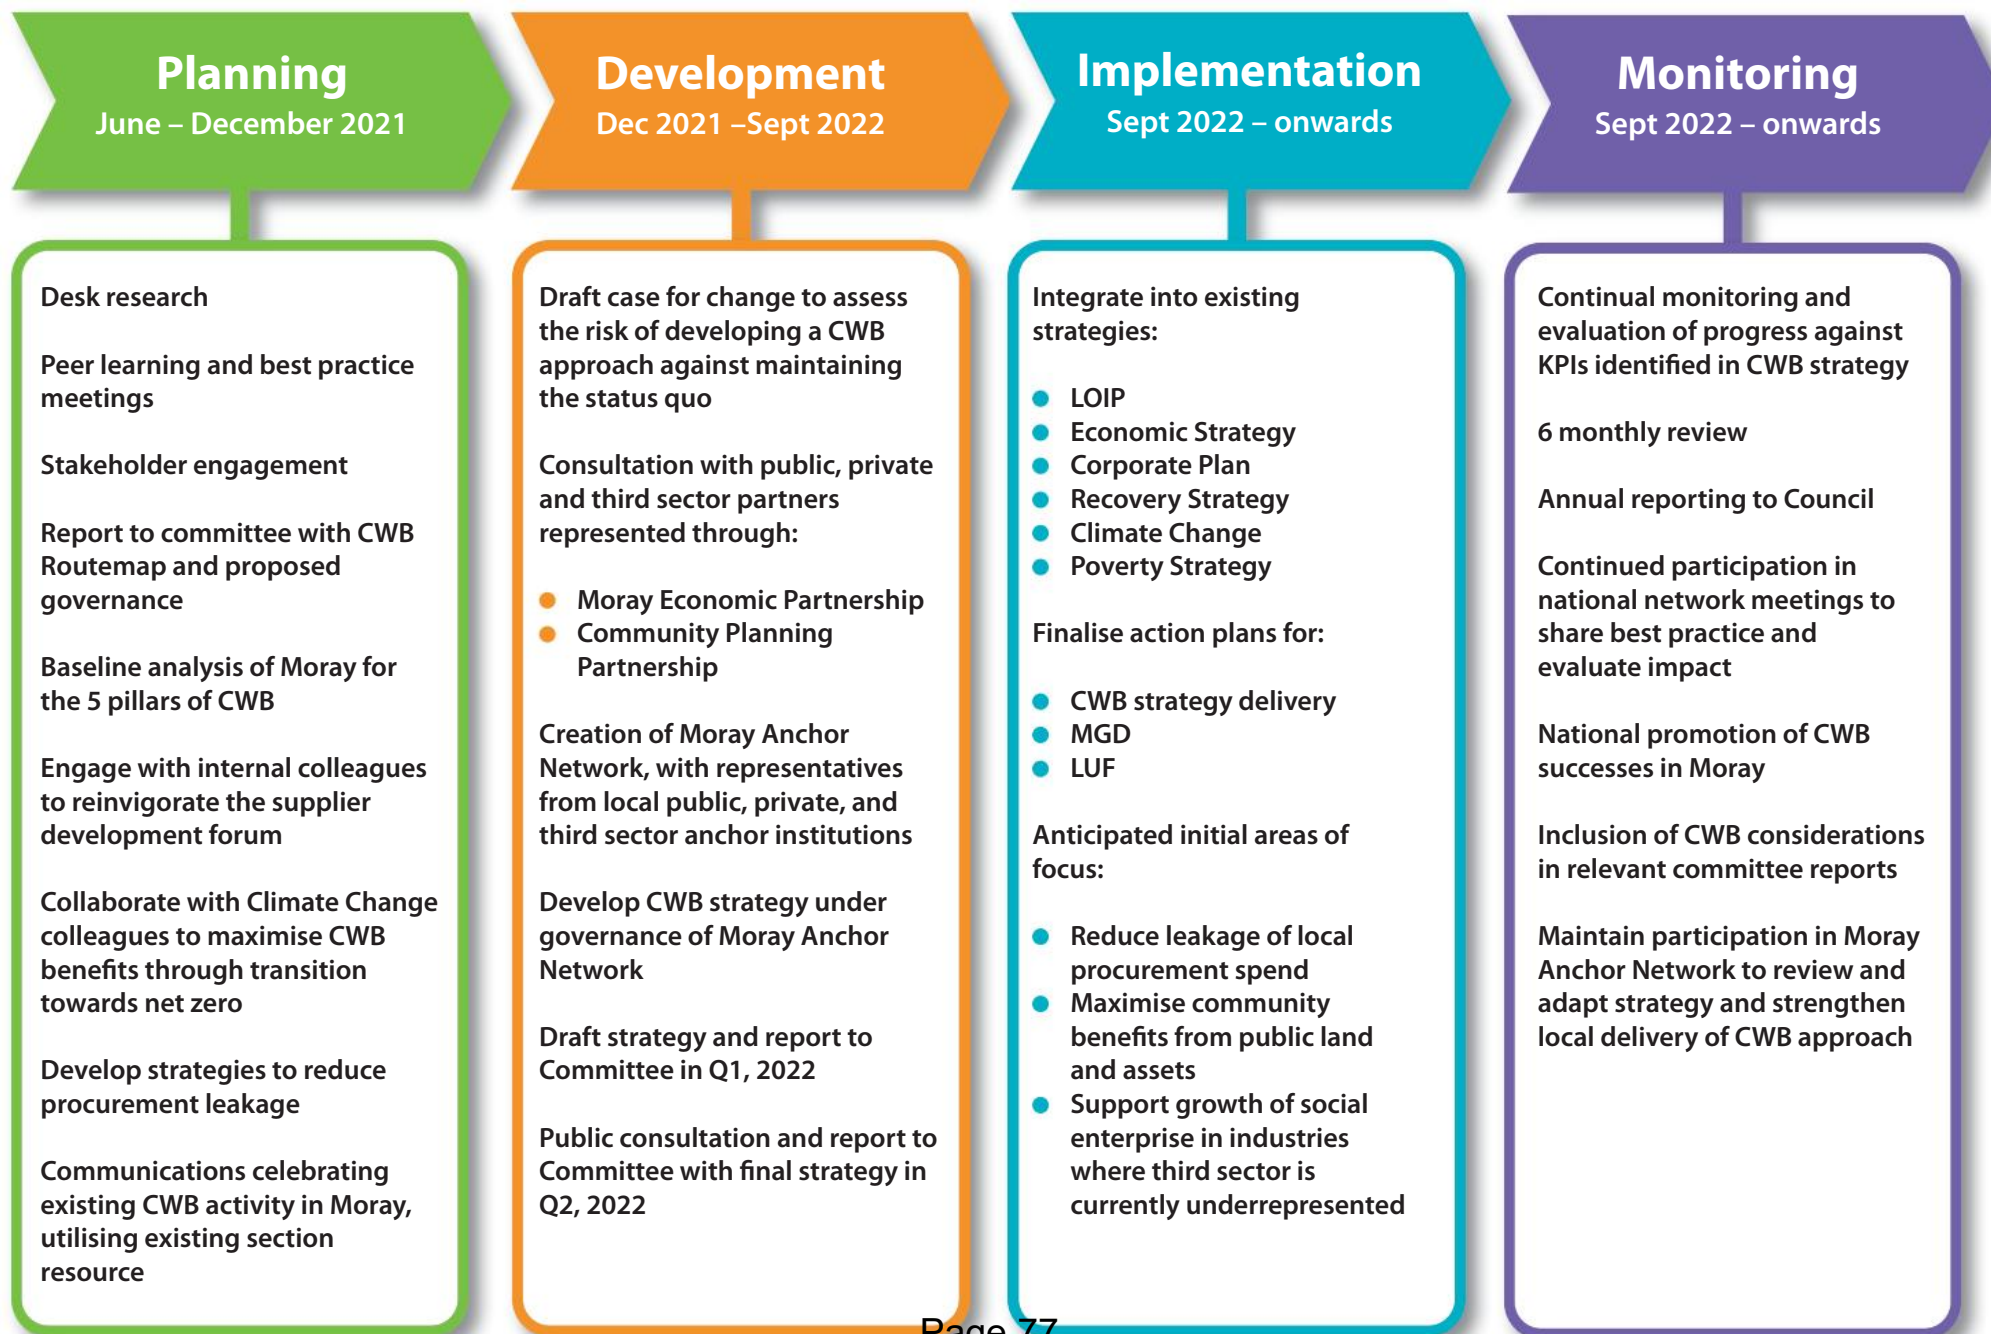 Planning
June – December 2021
Desk research
Peer learning and best practice
meetings
Stakeholder engagement
Report to committee with CWB
Routemap and proposed
governance
Baseline analysis of Moray for
the 5 pillars of CWB
Engage with internal colleagues
to reinvigorate the supplier
development forum
Collaborate with Climate Change
colleagues to maximise CWB
benefits through transition
towards net zero
Develop strategies to reduce
procurement leakage
Communications celebrating
existing CWB activity in Moray,
utilising existing section
resource
Development
Dec 2021 –Sept 2022
Draft case for change to assess
the risk of developing a CWB
approach against maintaining
the status quo
Consultation with public, private
and third sector partners
represented through:
● Moray Economic Partnership
● Community Planning
Partnership
Creation of Moray Anchor
Network, with representatives
from local public, private, and
third sector anchor institutions
Develop CWB strategy under
governance of Moray Anchor
Network
Draft strategy and report to
Committee in Q1, 2022
Public consultation and report to
Committee with final strategy in
Q2, 2022
Implementation
Sept 2022 – onwards
Integrate into existing
strategies:
● LOIP
● Economic Strategy
● Corporate Plan
● Recovery Strategy
● Climate Change
● Poverty Strategy
Finalise action plans for:
● CWB strategy delivery
● MGD
● LUF
Anticipated initial areas of
focus:
● Reduce leakage of local
procurement spend
● Maximise community
benefits from public land
and assets
● Support growth of social
enterprise in industries
where third sector is
currently underrepresented
Monitoring
Sept 2022 – onwards
Continual monitoring and
evaluation of progress against
KPIs identified in CWB strategy
6 monthly review
Annual reporting to Council
Continued participation in
national network meetings to
share best practice and
evaluate impact
National promotion of CWB
successes in Moray
Inclusion of CWB considerations
in relevant committee reports
Maintain participation in Moray
Anchor Network to review and
adapt strategy and strengthen
local delivery of CWB approach
Page 77